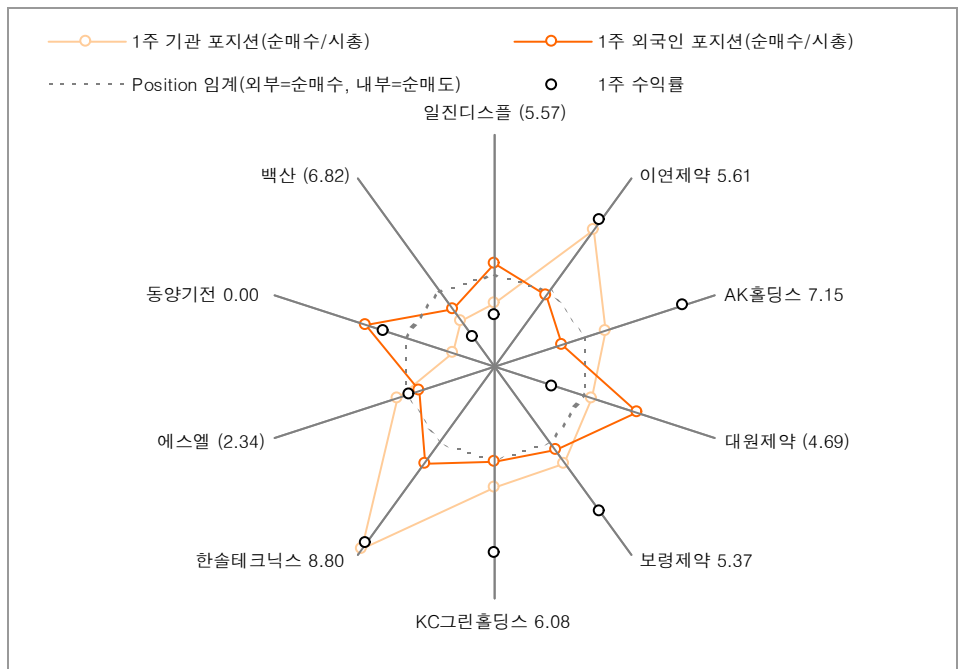 1주 기관 포지션(순매수/시총)
1주 외국인 포지션(순매수/시총)
Position 임계(외부=순매수, 내부=순매도)
1주 수익률
일진디스플 (5.57)
백산 (6.82)
이연제약 5.61
동양기전 0.00
AK홀딩스 7.15
에스엘 (2.34)
대원제약 (4.69)
한솔테크닉스 8.80
보령제약 5.37
KC그린홀딩스 6.08